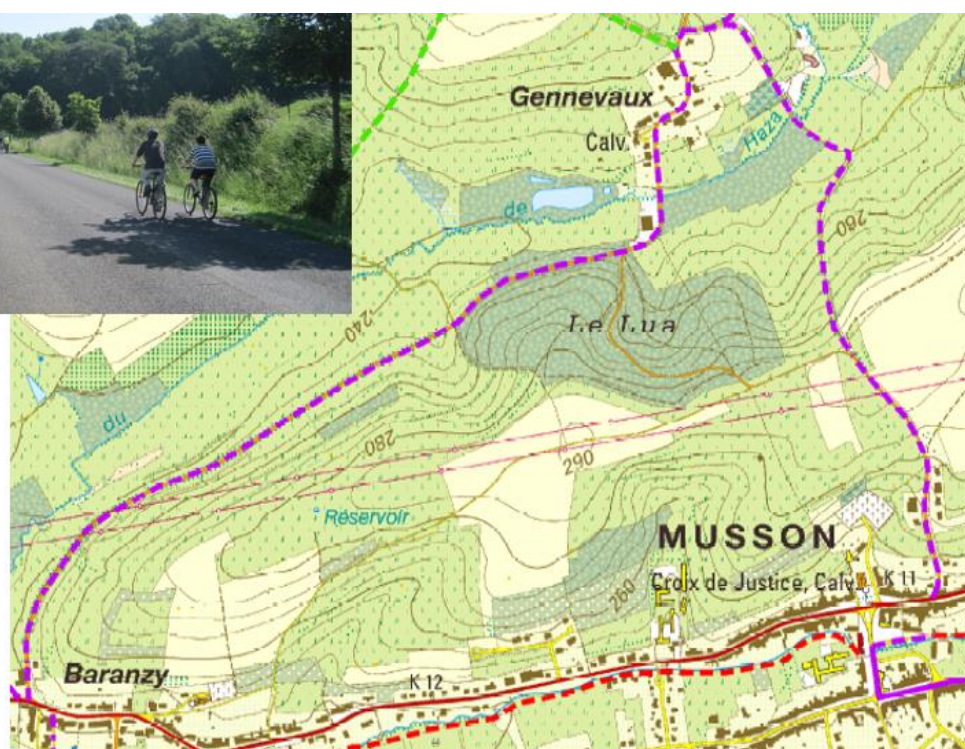 Gennevaux
Calv.
Haza
de
280
Le Lua
240
du
280
290
Réservoir
MUSSON
260
Croix de Justice, Calv.
K 11
Baranzy
K 12